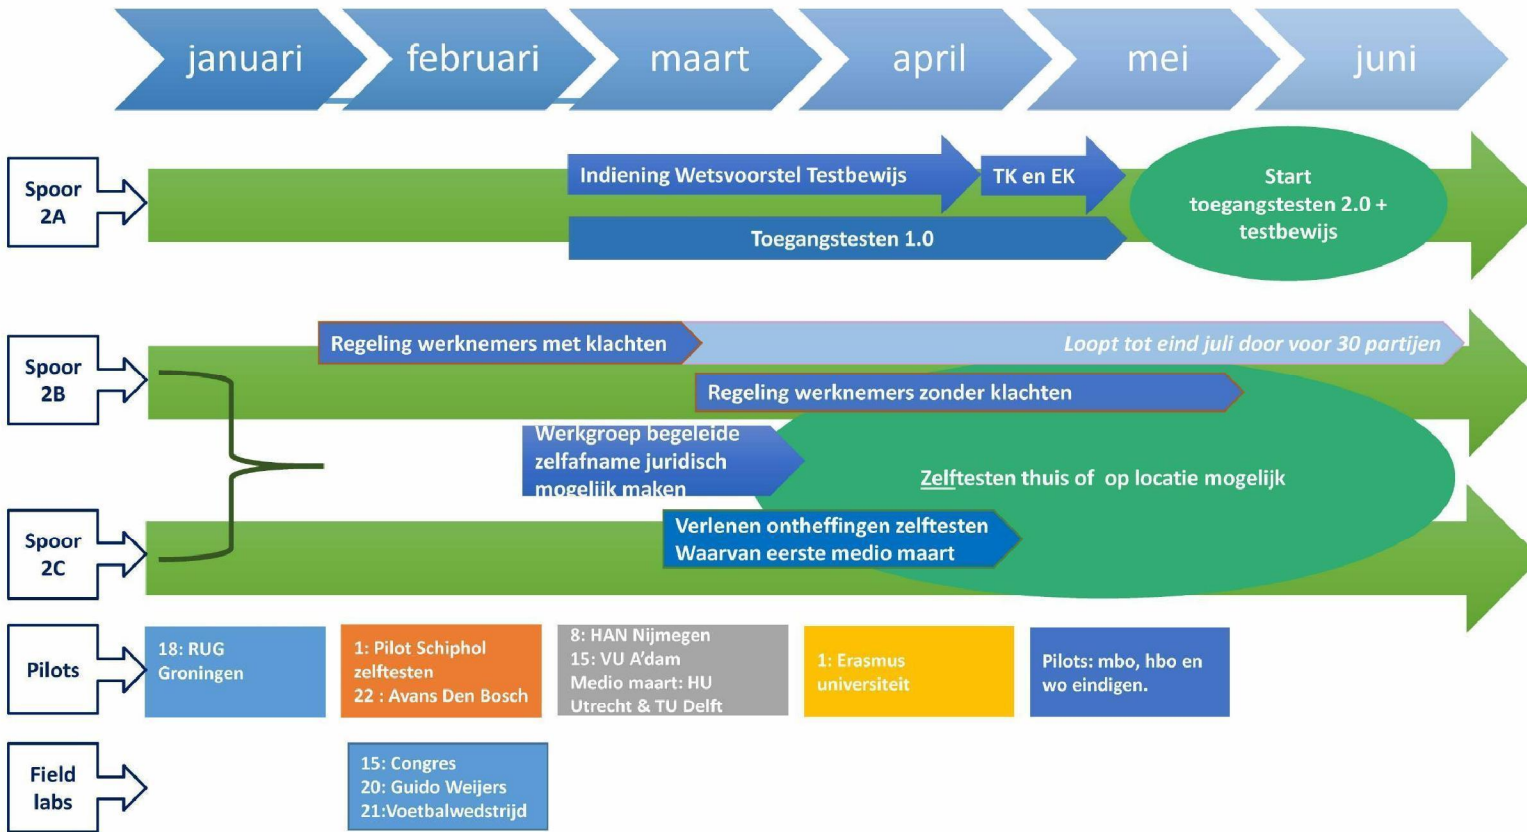 januari
februari
maart
april
mei
juni
Spoor
2A
Indiening Wetsvoorstel Testbewijs
TK en EK
Toegangstesten 1.0
Start
toegangstesten 2.0 +
testbewijs
Spoor
2B
Regeling werknemers met klachten
Loopt tot eind juli door voor 30 partijen
Regeling werknemers zonder klachten
Werkgroep begeleide
zelfafname juridisch
mogelijk maken
Zelftesten thuis of op locatie mogelijk
Spoor
2C
Verlenen ontheffingen zelftesten
Waarvan eerste medio maart
Pilots
18: RUG
Groningen
1: Pilot Schiphol
zelftesten
22 : Avans Den Bosch
8: HAN Nijmegen
15: VU A’dam
Medio maart: HU
Utrecht & TU Delft
1: Erasmus
universiteit
Pilots: mbo, hbo en
wo eindigen.
Field
labs
15: Congres
20: Guido Weijers
21:Voetbalwedstrijd